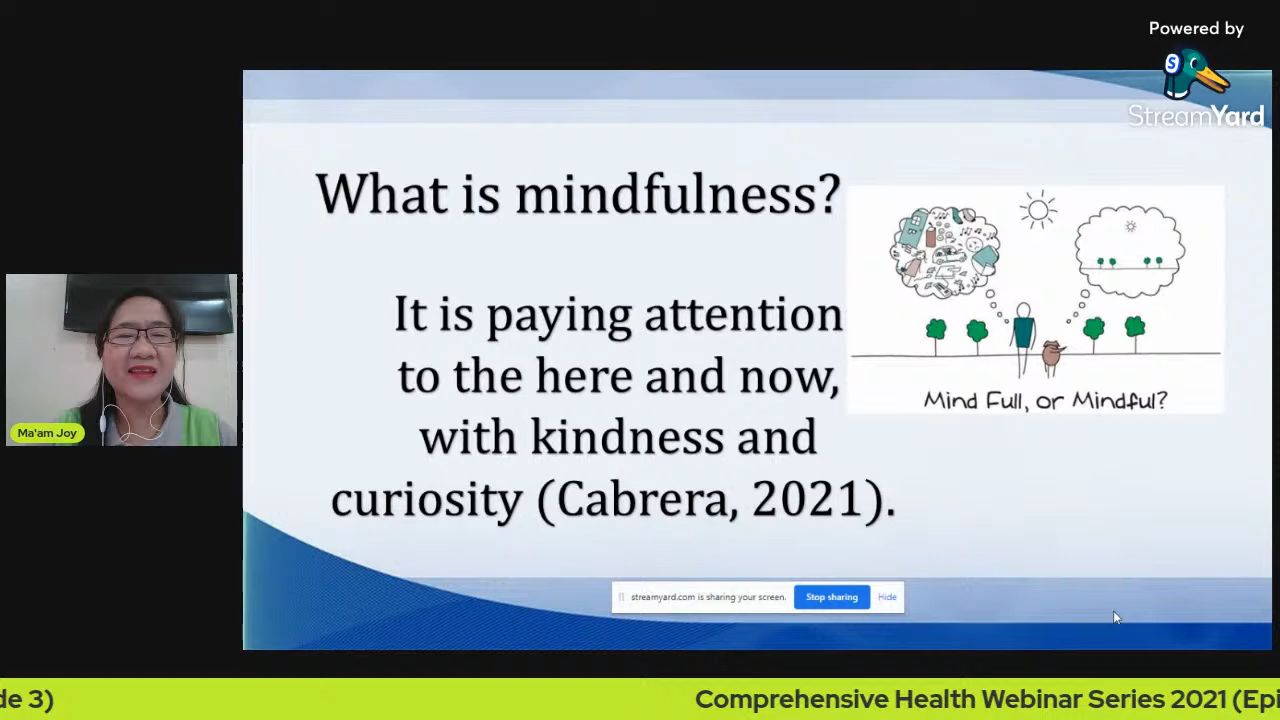 Powered by
StreamYard
What is mindfulness?
It is paying attention
to the here and now,
with kindness and
curiosity (Cabrera, 2021).
Mind Full, or Mindful?
Ma'am Joy
streamyard.com is sharing your screen. Stop sharing Hide
de 3) Comprehensive Health Webinar Series 2021 (Epi